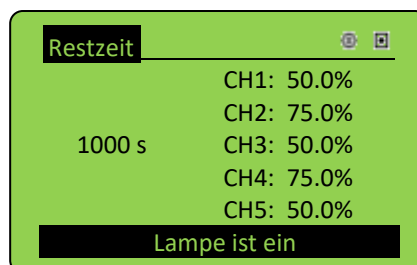 Restzeit
CH1: 50.0%
CH2: 75.0%
1000 s CH3: 50.0%
CH4: 75.0%
CH5: 50.0%
Lampe ist ein